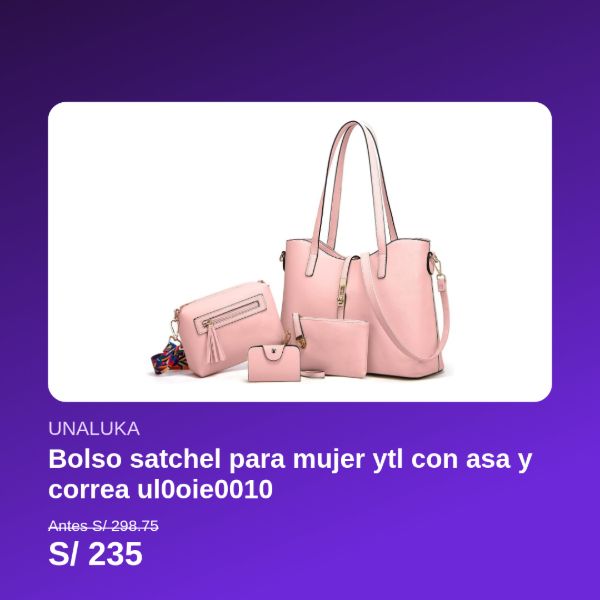 UNALUKA
Bolso satchel para mujer ytl con asa y
correa ul0oie0010
Antes S/ 298.75
S/ 235